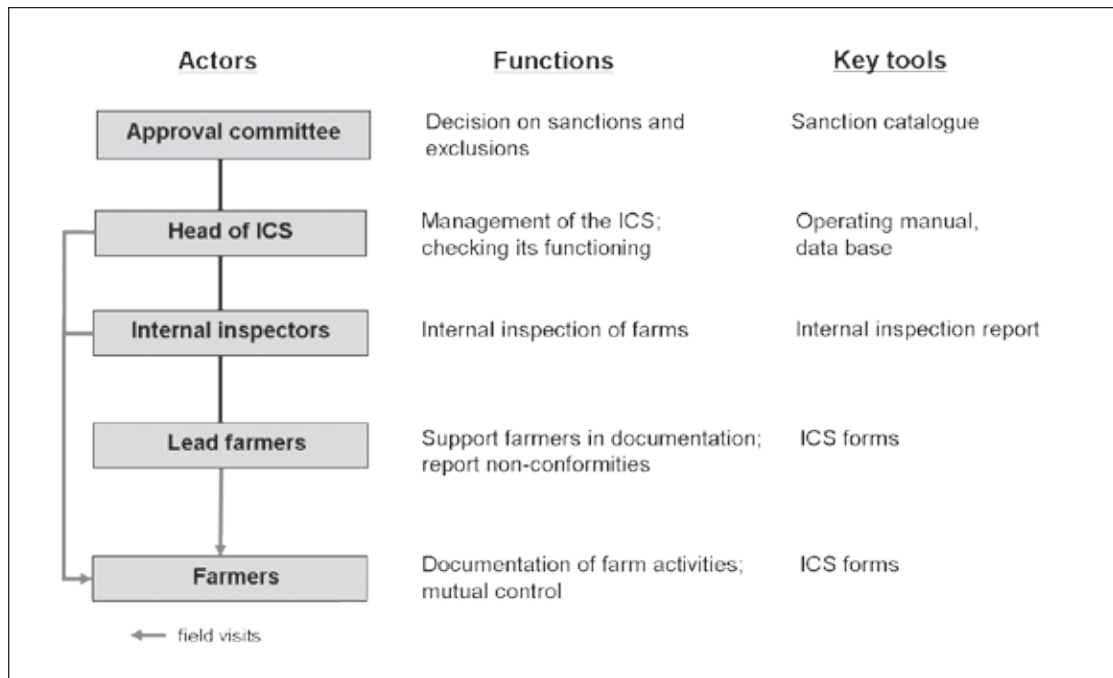 Actors Functions Key tools
Approval committee Decision on sanctions and Sanction catalogue
exclusions
Head of ICS Management of the ICS; Operating manual,
checking its functioning data base
Internal inspectors Internal inspection of farms Internal inspection report
Lead farmers Support farmers in documentation; ICS forms
report non-conformities
Farmers Documentation of farm activities; ICS forms
mutual control
field visits